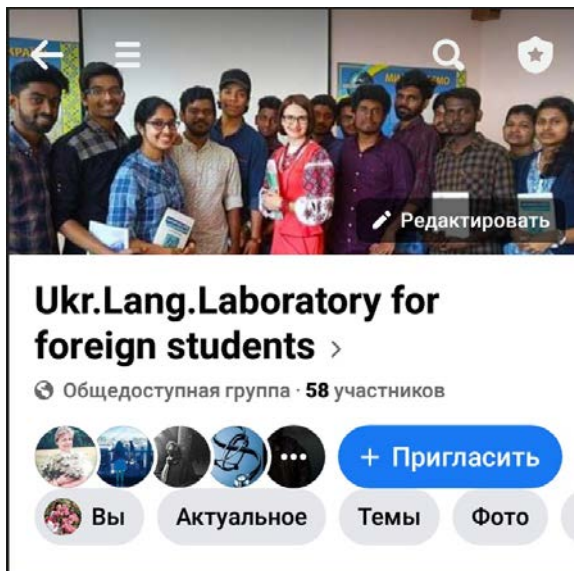 Редактировать
Ukr.Lang.Laboratory for
foreign students >
Общедоступная группа · 58 участников
+ Пригласить
Вы Актуальное Темы Фото